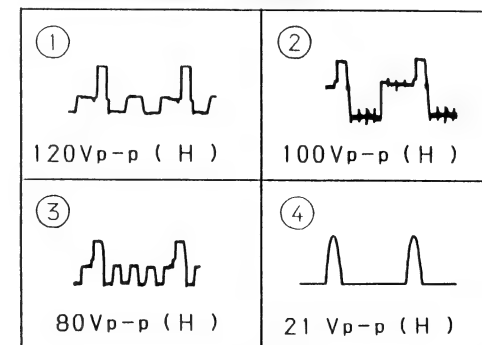 ①
②
120Vp-p ( H )
100Vp-p ( H )
③
④
80Vp-p ( H )
21 Vp-p ( H )